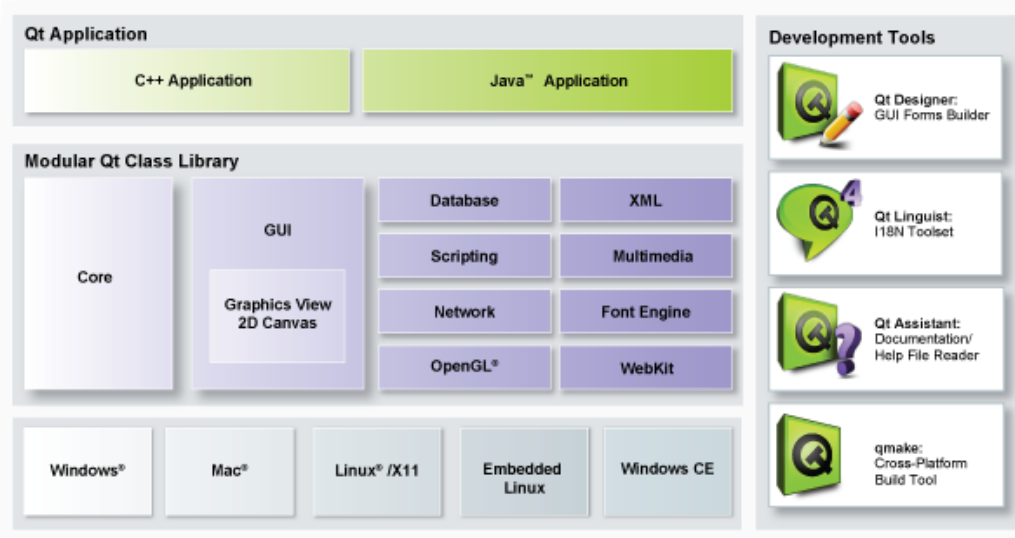 Qt Application
C++ Application
Java™ Application
Modular Qt Class Library
Core
GUI
Graphics View
2D Canvas
Database
XML
Scripting
Multimedia
Network
Font Engine
OpenGL®
WebKit
Windows®
Mac®
Linux® /X11
Embedded
Linux
Windows CE
Development Tools
Qt Designer:
GUI Forms Builder
4
Qt Linguist:
I18N Toolset
?
Qt Assistant:
Documentation/
Help File Reader
qmake:
Cross-Platform
Build Tool